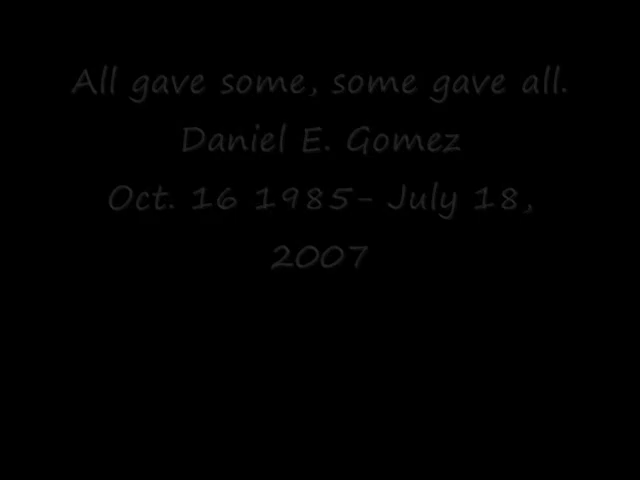 All gave some, some gave all.
Daniel E. Gomez
Oct. 16 1985- July 18,
2007